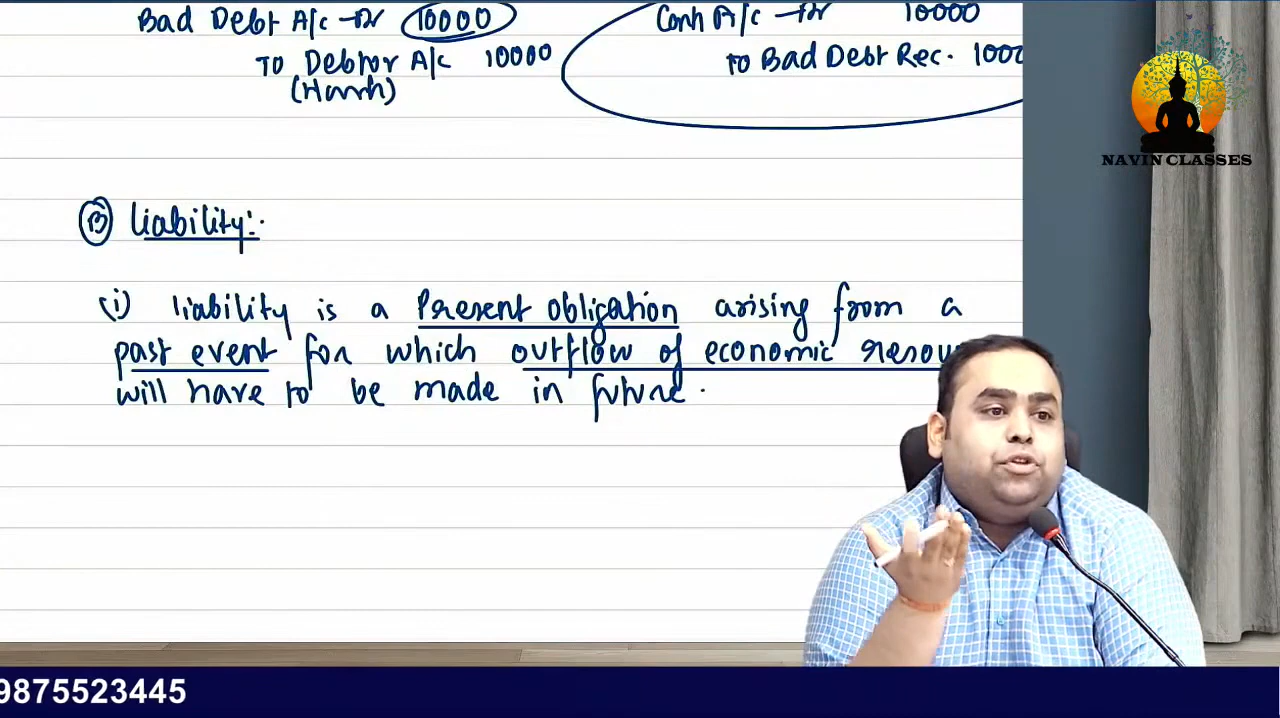 Bad Debt A/c Dr 10000
To Debtor A/c 10000
(Harsh)
Cash A/c Dr 10000
To Bad Debt Rec. 1000
NAVIN CLASSES
(B) Liability:-
(i) Liability is a Present obligation arising from a
past event for which outflow of economic resou
will have to be made in future.
9875523445